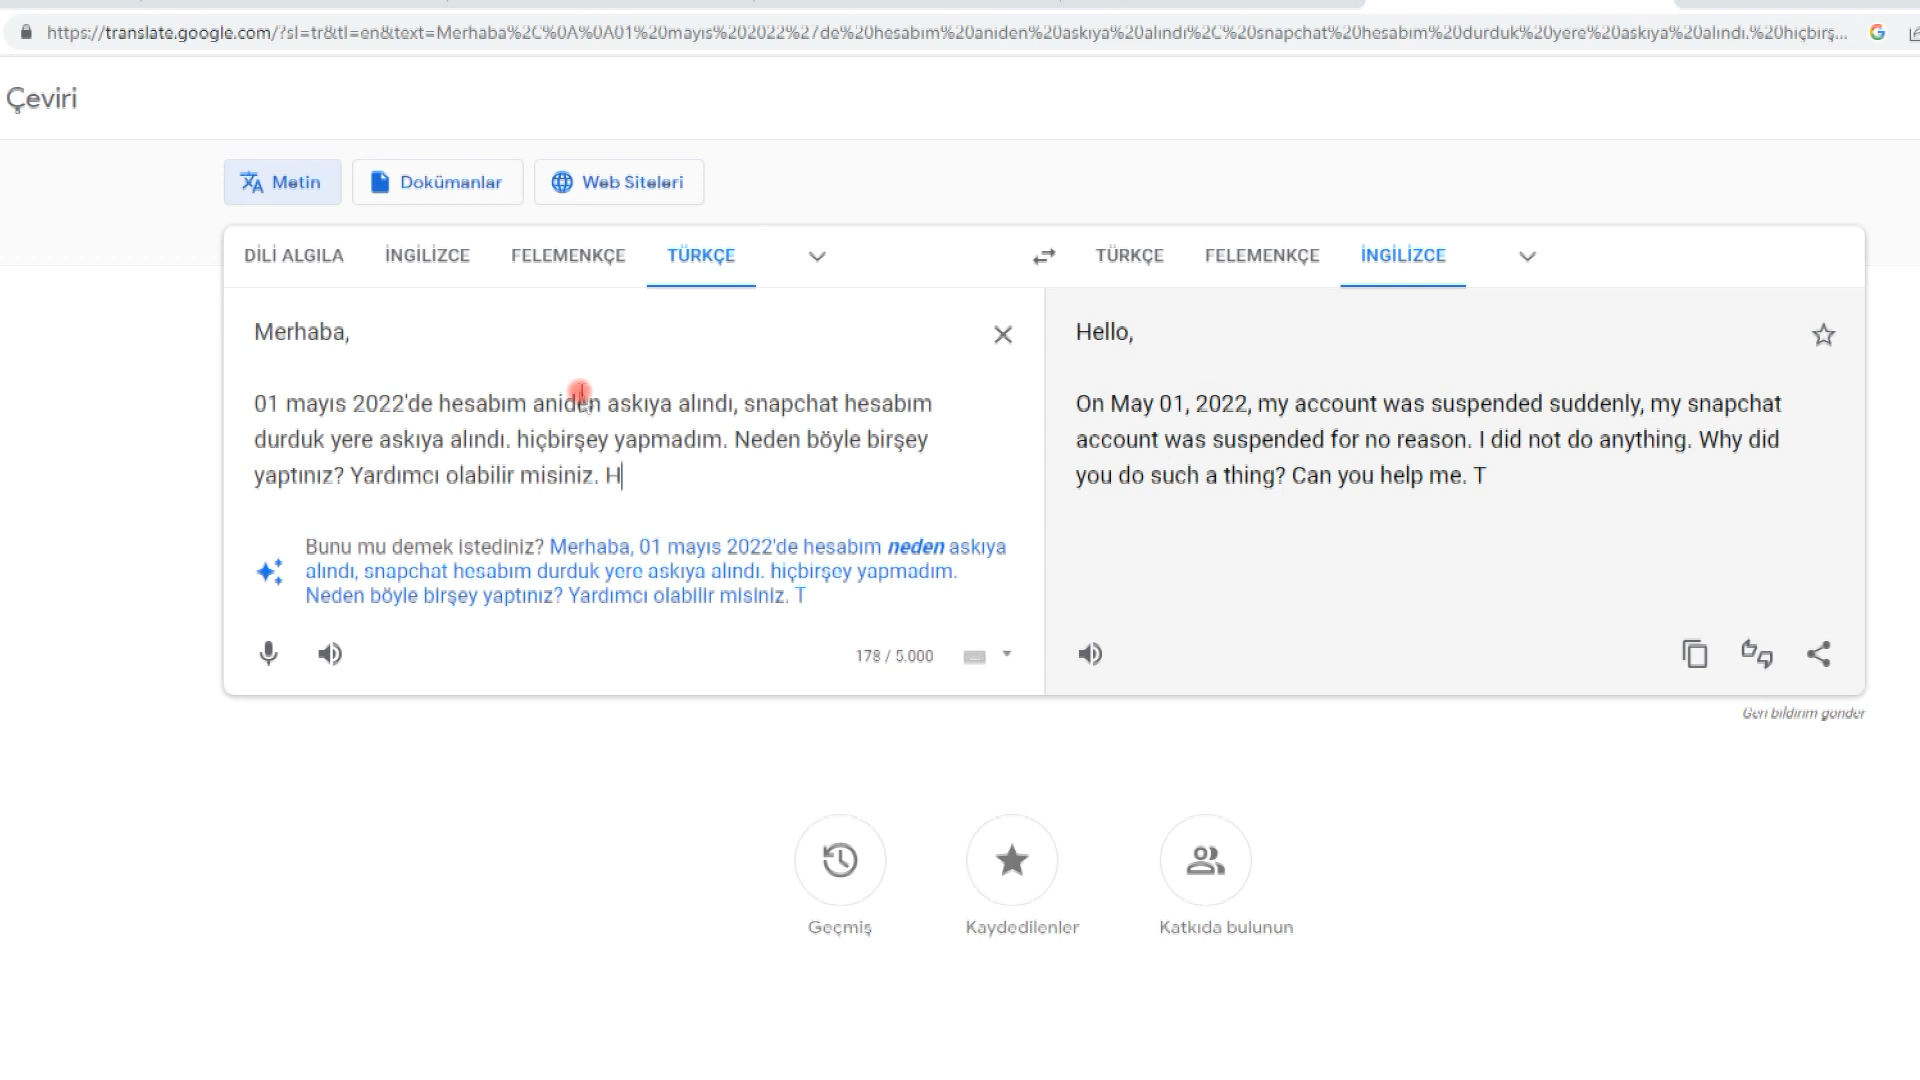 https://translate.google.com/?sl=tr&tl=en&text=Merhaba%2C%0A%0A01%20mayıs%202022%27de%20hesabım%20aniden%20askıya%20alındı%2C%20snapchat%20hesabım%20durduk%20yere%20askıya%20alındı.%20hiçbirş...
Çeviri
Metin Dokümanlar Web Siteleri
DİLİ ALGILA İNGİLİZCE FELEMENKÇE TÜRKÇE TÜRKÇE FELEMENKÇE İNGİLİZCE
Merhaba,
01 mayıs 2022'de hesabım aniden askıya alındı, snapchat hesabım
durduk yere askıya alındı. hiçbirşey yapmadım. Neden böyle birşey
yaptınız? Yardımcı olabilir misiniz. H
Bunu mu demek istediniz? Merhaba, 01 mayıs 2022'de hesabım neden askıya
alındı, snapchat hesabım durduk yere askıya alındı. hiçbirşey yapmadım.
Neden böyle birşey yaptınız? Yardımcı olabilir misiniz. T
178 / 5.000
Hello,
On May 01, 2022, my account was suspended suddenly, my snapchat
account was suspended for no reason. I did not do anything. Why did
you do such a thing? Can you help me. T
Geri bildirim gönder
Geçmiş Kaydedilenler Katkıda bulunun